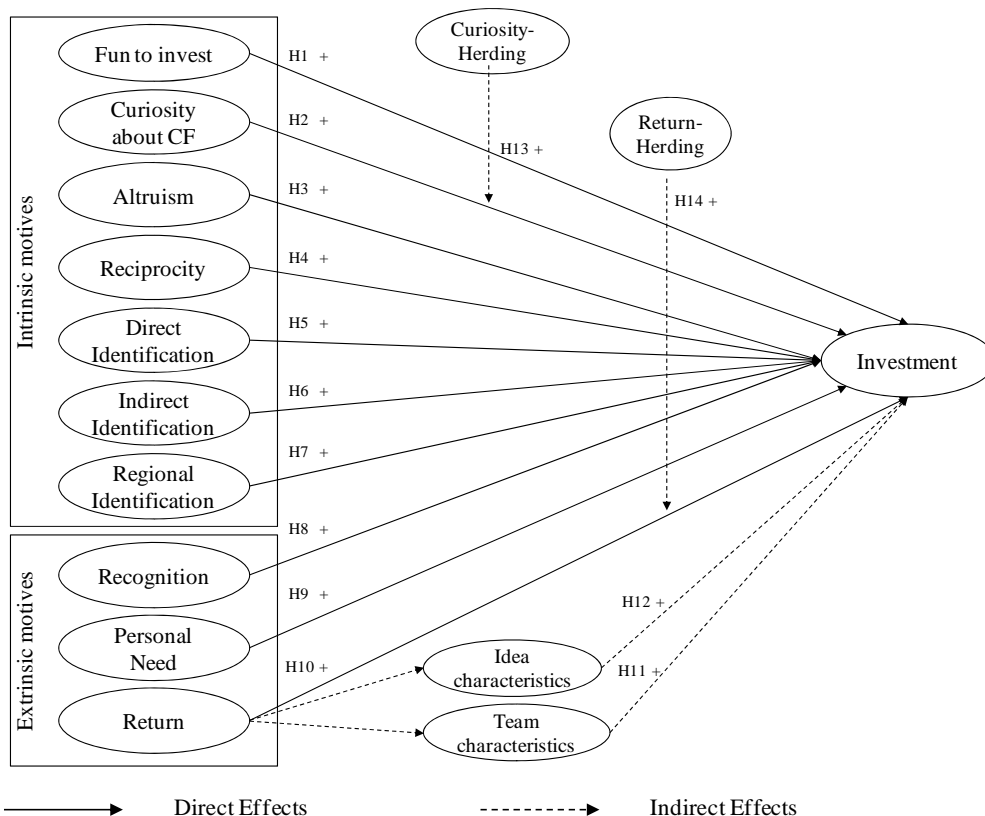 Intrinsic motives
Fun to invest
Curiosity
about CF
Altruism
Reciprocity
Direct
Identification
Indirect
Identification
Regional
Identification
Extrinsic motives
Recognition
Personal
Need
Return
H1 +
H2 +
H3 +
H4 +
H5 +
H6 +
H7 +
H8 +
H9 +
H10 +
Curiosity-
Herding
H13 +
Return-
Herding
H14 +
Investment
H12 +
H11 +
Idea
characteristics
Team
characteristics
Direct Effects
Indirect Effects